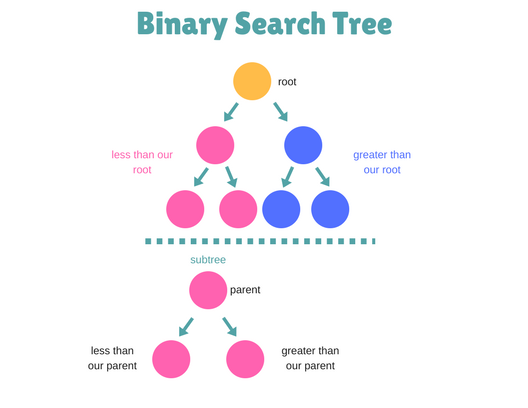 Binary Search Tree
root
less than our
root
greater than
our root
subtree
parent
less than
our parent
greater than
our parent